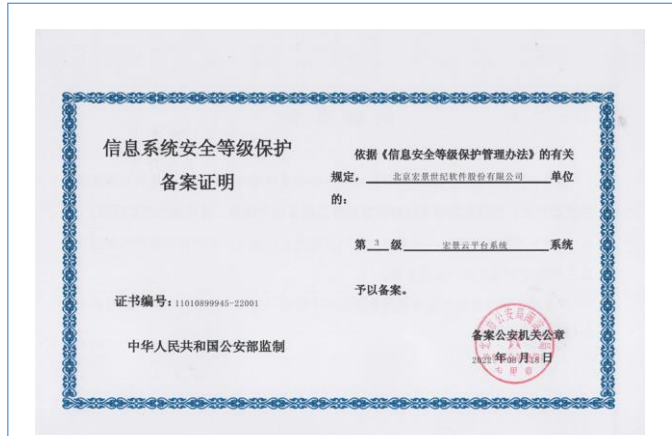 信息系统安全等级保护
备案证明
证书编号：11010899945-22001
中华人民共和国公安部监制
依据《信息安全等级保护管理办法》的有关
规定，北京宏景世纪软件股份有限公司 单位
的：
第 3 级 宏景云平台系统 系统
予以备案。
备案公安机关公章
2022 年 08 月 18 日